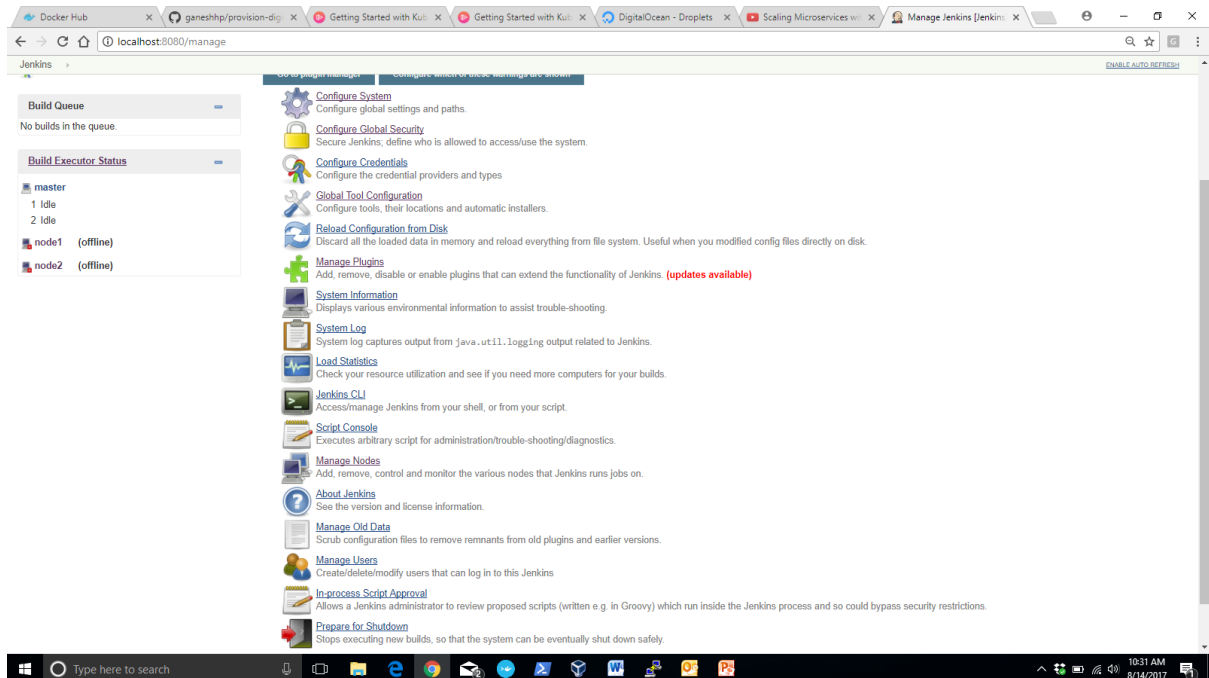 Docker Hub
ganeshhp/provision-digi
Getting Started with Kub
Getting Started with Kub
DigitalOcean - Droplets
Scaling Microservices wit
Manage Jenkins [Jenkins
localhost:8080/manage
Jenkins
ENABLE AUTO REFRESH
Go to plugin manager
Configure which of these warnings are shown
Build Queue
No builds in the queue.
Build Executor Status
master
1 Idle
2 Idle
node1 (offline)
node2 (offline)
Configure System
Configure global settings and paths.
Configure Global Security
Secure Jenkins; define who is allowed to access/use the system.
Configure Credentials
Configure the credential providers and types
Global Tool Configuration
Configure tools, their locations and automatic installers.
Reload Configuration from Disk
Discard all the loaded data in memory and reload everything from file system. Useful when you modified config files directly on disk.
Manage Plugins
Add, remove, disable or enable plugins that can extend the functionality of Jenkins. (updates available)
System Information
Displays various environmental information to assist trouble-shooting.
System Log
System log captures output from java.util.logging output related to Jenkins.
Load Statistics
Check your resource utilization and see if you need more computers for your builds.
Jenkins CLI
Access/manage Jenkins from your shell, or from your script.
Script Console
Executes arbitrary script for administration/trouble-shooting/diagnostics.
Manage Nodes
Add, remove, control and monitor the various nodes that Jenkins runs jobs on.
About Jenkins
See the version and license information.
Manage Old Data
Scrub configuration files to remove remnants from old plugins and earlier versions.
Manage Users
Create/delete/modify users that can log in to this Jenkins
In-process Script Approval
Allows a Jenkins administrator to review proposed scripts (written e.g. in Groovy) which run inside the Jenkins process and so could bypass security restrictions.
Prepare for Shutdown
Stops executing new builds, so that the system can be eventually shut down safely.
Type here to search
10:31 AM
8/14/2017